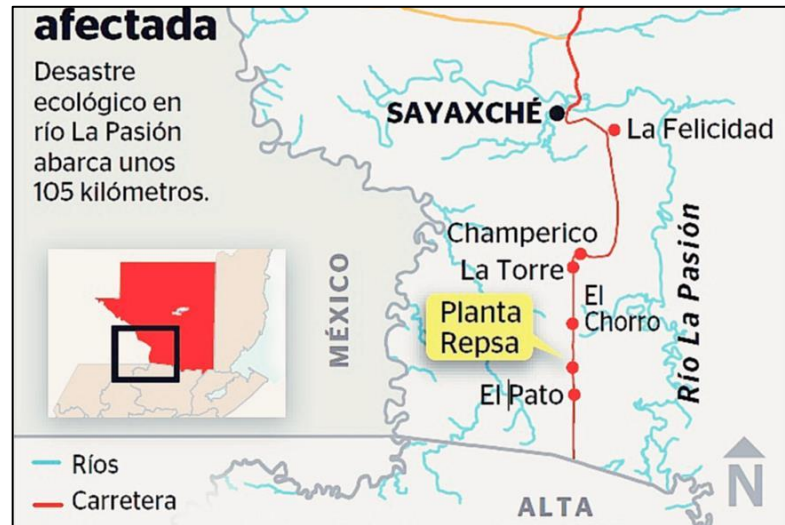 afectada
Desastre
ecológico en
río La Pasión
abarca unos
105 kilómetros.
SAYAXCHÉ
La Felicidad
Champerico
La Torre
El
Chorro
Planta
Repsa
El Pato
Río La Pasión
MÉXICO
Ríos
Carretera
ALTA
N